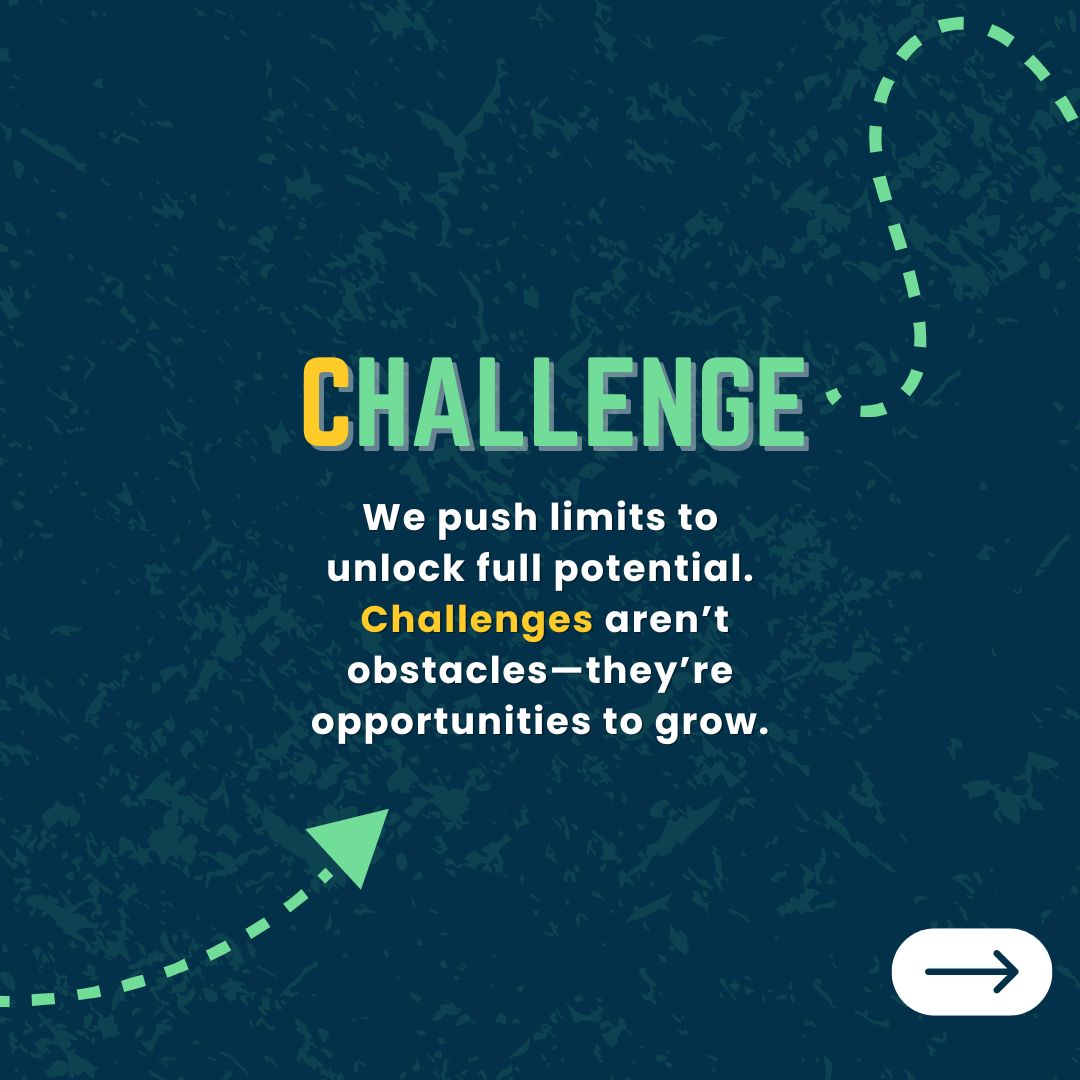 CHALLENGE
We push limits to
unlock full potential.
Challenges aren’t
obstacles—they’re
opportunities to grow.